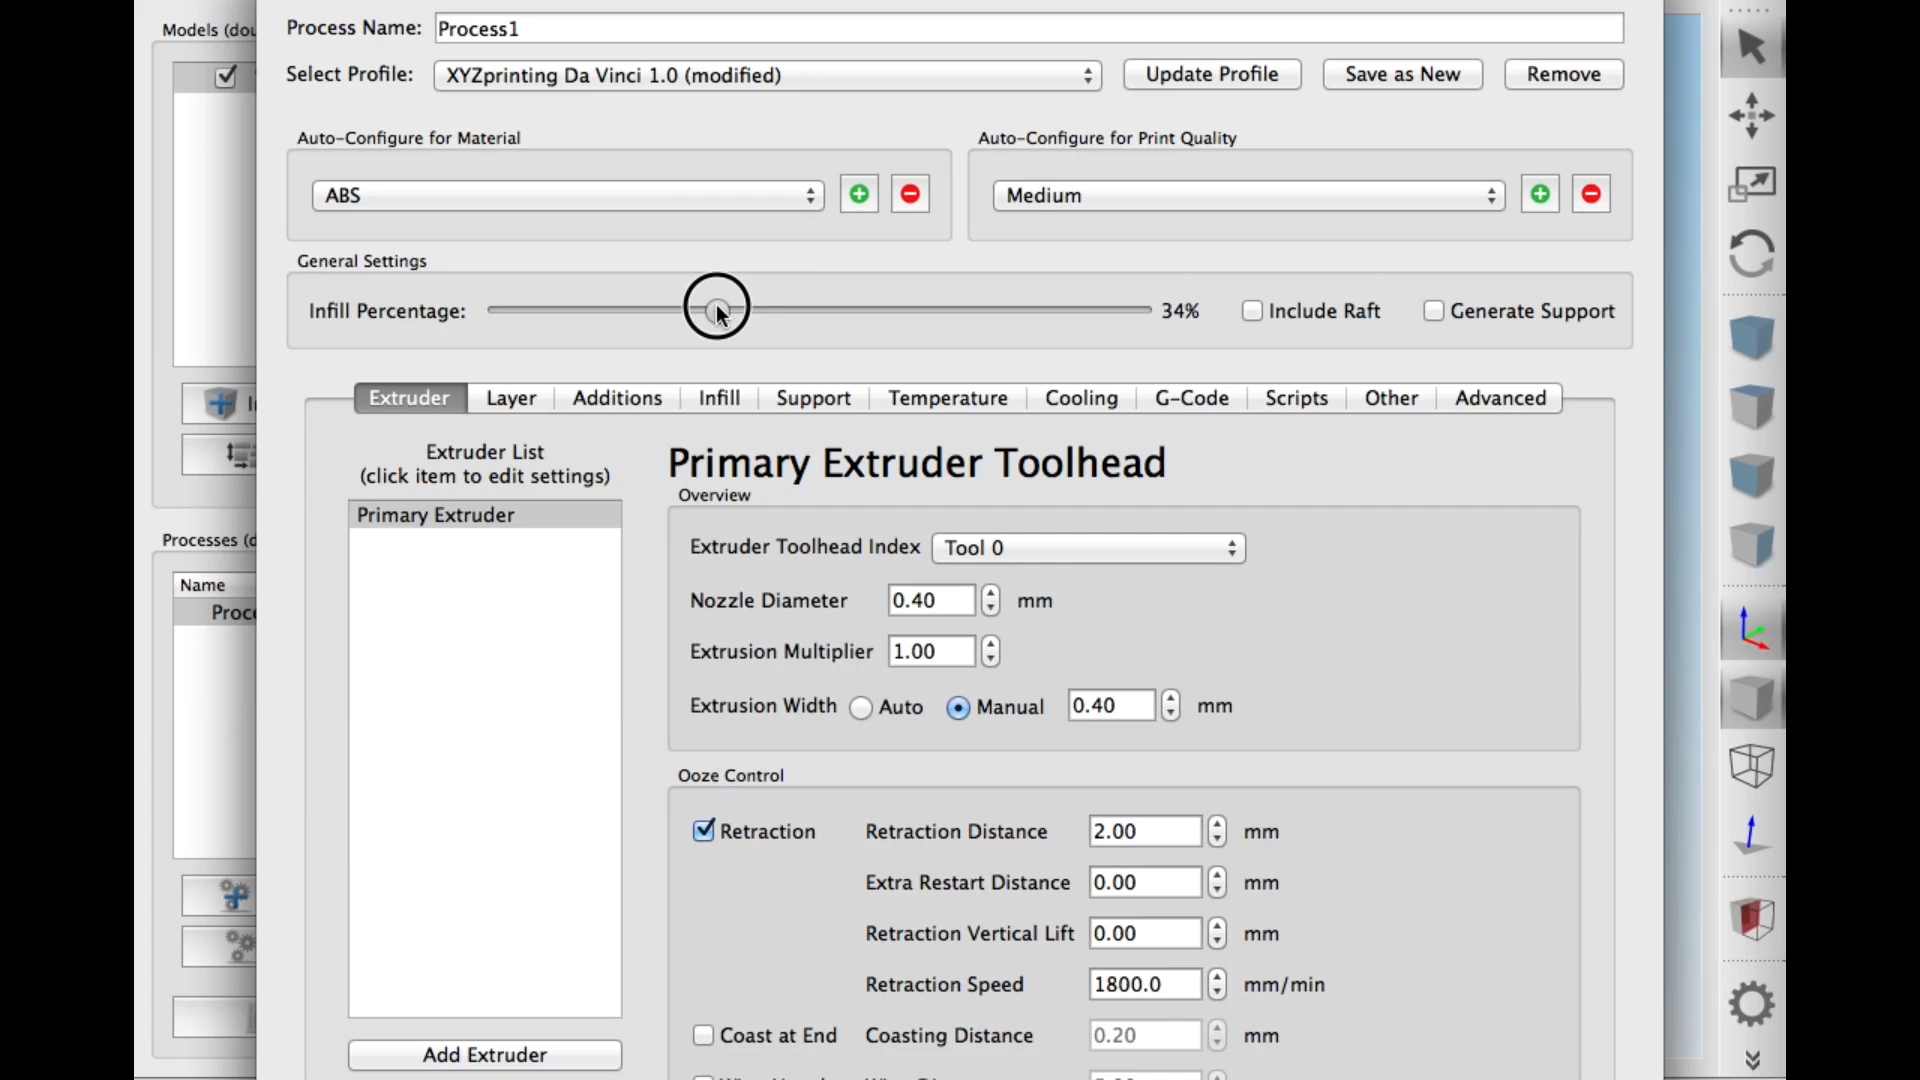 Models (dou
Process Name: Process1
Select Profile: XYZprinting Da Vinci 1.0 (modified) Update Profile Save as New Remove
Auto-Configure for Material
ABS
Auto-Configure for Print Quality
Medium
General Settings
Infill Percentage: 34% Include Raft Generate Support
Extruder Layer Additions Infill Support Temperature Cooling G-Code Scripts Other Advanced
Extruder List
(click item to edit settings)
Primary Extruder
Add Extruder
Primary Extruder Toolhead
Overview
Extruder Toolhead Index Tool 0
Nozzle Diameter 0.40 mm
Extrusion Multiplier 1.00
Extrusion Width Auto Manual 0.40 mm
Ooze Control
Retraction Retraction Distance 2.00 mm
Extra Restart Distance 0.00 mm
Retraction Vertical Lift 0.00 mm
Retraction Speed 1800.0 mm/min
Coast at End Coasting Distance 0.20 mm
Processes (d
Name
Proce